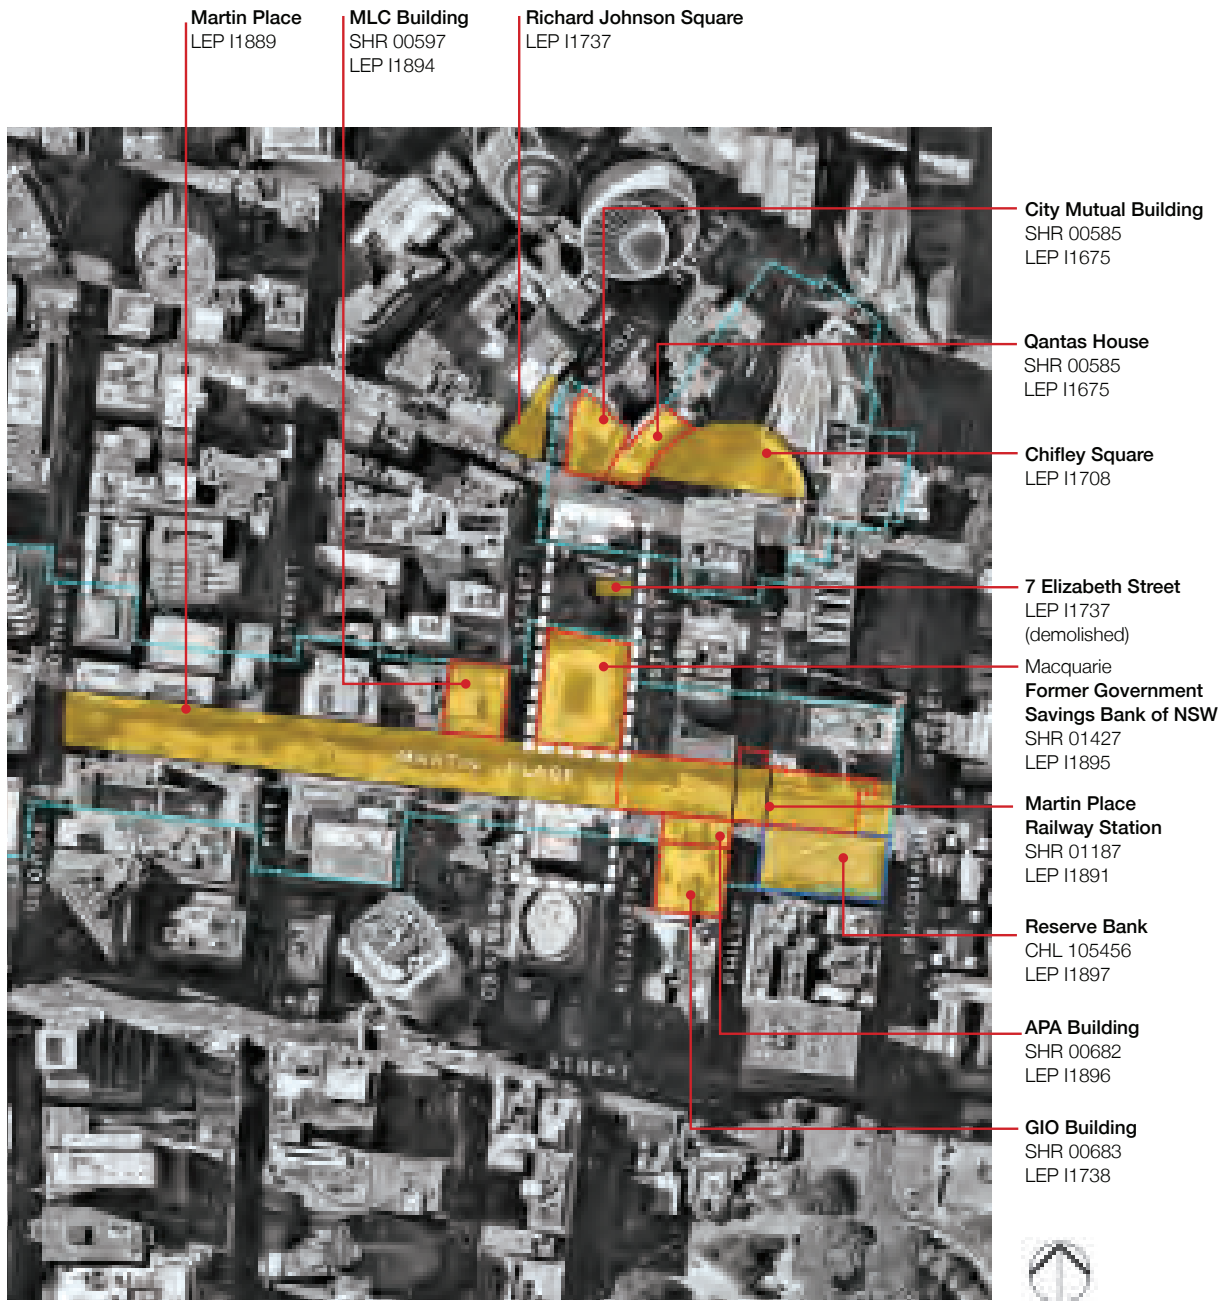 Martin Place
LEP I1889
MLC Building
SHR 00597
LEP I1894
Richard Johnson Square
LEP I1737
City Mutual Building
SHR 00585
LEP I1675
Qantas House
SHR 00585
LEP I1675
Chifley Square
LEP I1708
7 Elizabeth Street
LEP I1737
(demolished)
Macquarie
Former Government
Savings Bank of NSW
SHR 01427
LEP I1895
Martin Place
Railway Station
SHR 01187
LEP I1891
Reserve Bank
CHL 105456
LEP I1897
APA Building
SHR 00682
LEP I1896
GIO Building
SHR 00683
LEP I1738
MARTIN PLACE
STREET